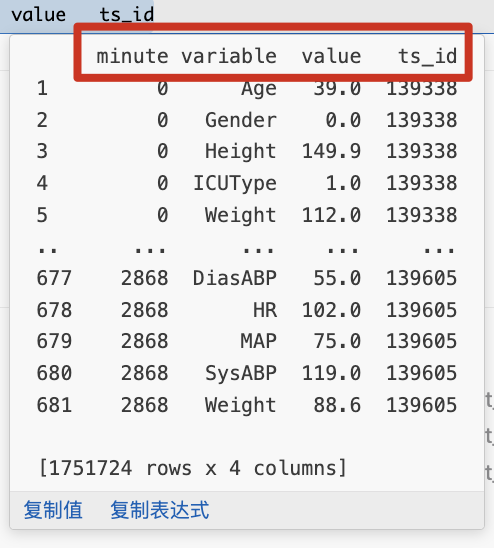 value ts_id
minute variable value ts_id
1 0 Age 39.0 139338
2 0 Gender 0.0 139338
3 0 Height 149.9 139338
4 0 ICUType 1.0 139338
5 0 Weight 112.0 139338
.. ... ... ... ...
677 2868 DiasABP 55.0 139605
678 2868 HR 102.0 139605
679 2868 MAP 75.0 139605
680 2868 SysABP 119.0 139605
681 2868 Weight 88.6 139605
[1751724 rows x 4 columns]
复制值 复制表达式